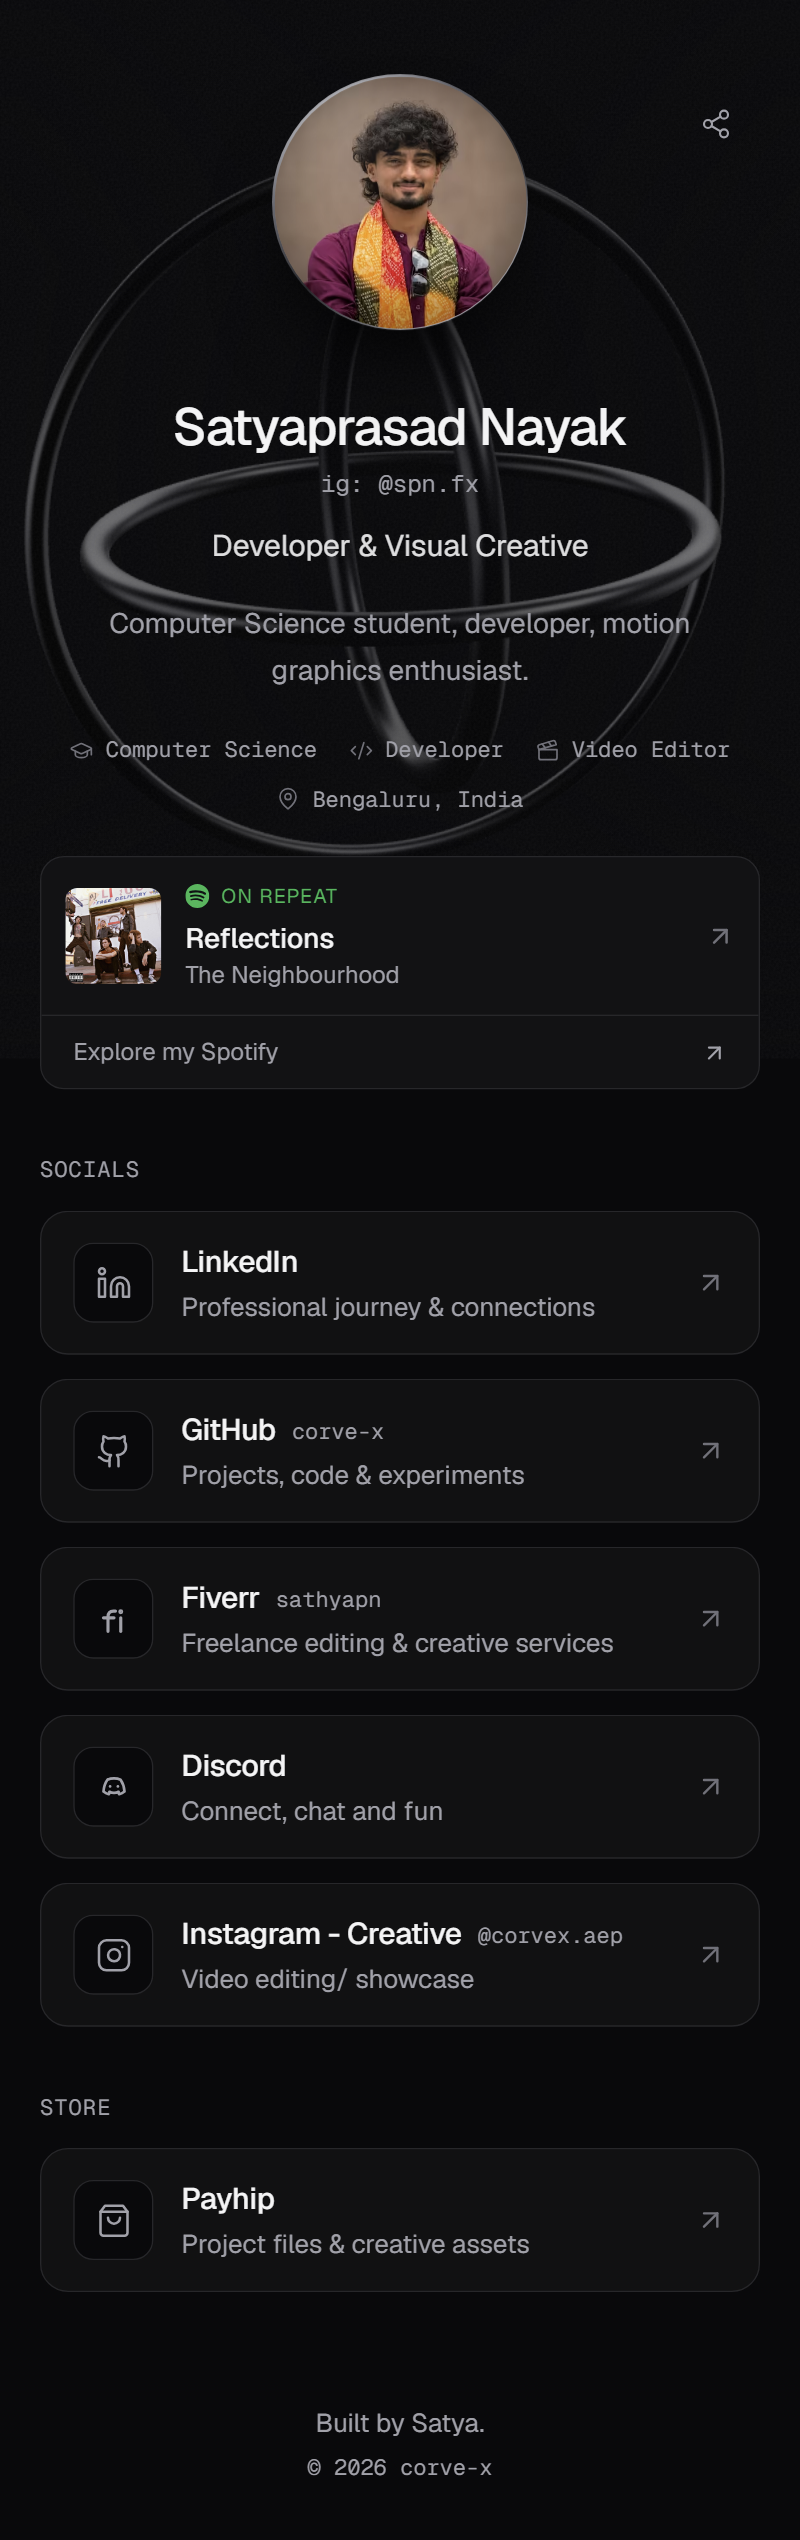 Satyaprasad Nayak
ig: @spn.fx
Developer & Visual Creative
Computer Science student, developer, motion
graphics enthusiast.
Computer Science Developer Video Editor
Bengaluru, India
ON REPEAT
Reflections
The Neighbourhood
Explore my Spotify
SOCIALS
in
LinkedIn
Professional journey & connections
GitHub corve-x
Projects, code & experiments
fi
Fiverr sathyapn
Freelance editing & creative services
Discord
Connect, chat and fun
Instagram - Creative @corvex.aep
Video editing/ showcase
STORE
Payhip
Project files & creative assets
Built by Satya.
© 2026 corve-x